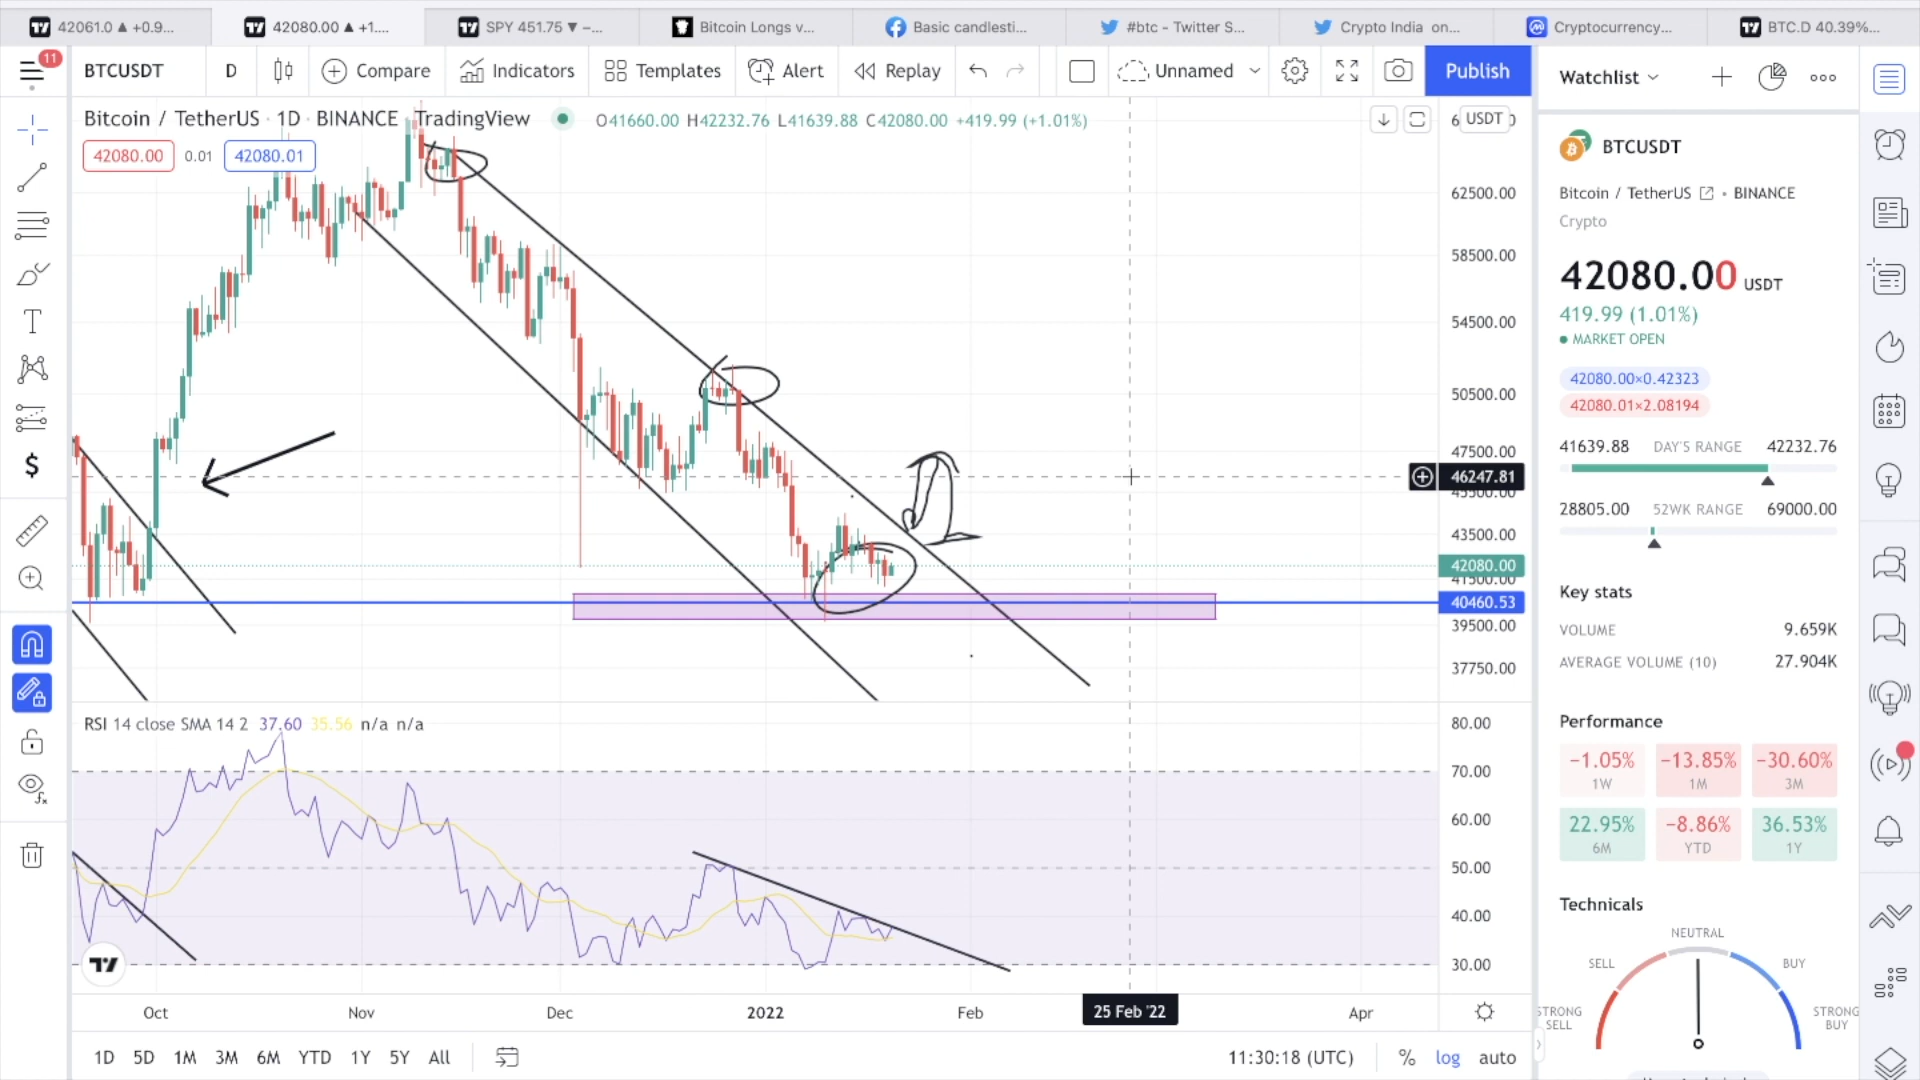 42061.0 ▲ +0.9...
42080.00 ▲ +1....
SPY 451.75 ▼ −...
Bitcoin Longs v...
Basic candlesti...
#btc - Twitter S...
Crypto India on...
Cryptocurrency...
BTC.D 40.39%...
11
BTCUSDT
D
Compare
Indicators
Templates
Alert
Replay
Unnamed
Publish
Watchlist
Bitcoin / TetherUS · 1D · BINANCE TradingView
O41660.00 H42232.76 L41639.88 C42080.00 +419.99 (+1.01%)
USDT
42080.00
0.01
42080.01
62500.00
58500.00
54500.00
50500.00
47500.00
46247.81
45500.00
43500.00
42080.00
41500.00
40460.53
39500.00
37750.00
RSI 14 close SMA 14 2 37.60 35.56 n/a n/a
80.00
70.00
60.00
50.00
40.00
30.00
Oct
Nov
Dec
2022
Feb
25 Feb '22
Apr
1D
5D
1M
3M
6M
YTD
1Y
5Y
All
11:30:18 (UTC)
%
log
auto
BTCUSDT
Bitcoin / TetherUS • BINANCE
Crypto
42080.00 USDT
419.99 (1.01%)
MARKET OPEN
42080.00×0.42323
42080.01×2.08194
41639.88 DAY'S RANGE 42232.76
28805.00 52WK RANGE 69000.00
Key stats
VOLUME 9.659K
AVERAGE VOLUME (10) 27.904K
Performance
−1.05% −13.85% −30.60%
1W 1M 3M
22.95% −8.86% 36.53%
6M YTD 1Y
Technicals
NEUTRAL
SELL
BUY
STRONG SELL
STRONG BUY